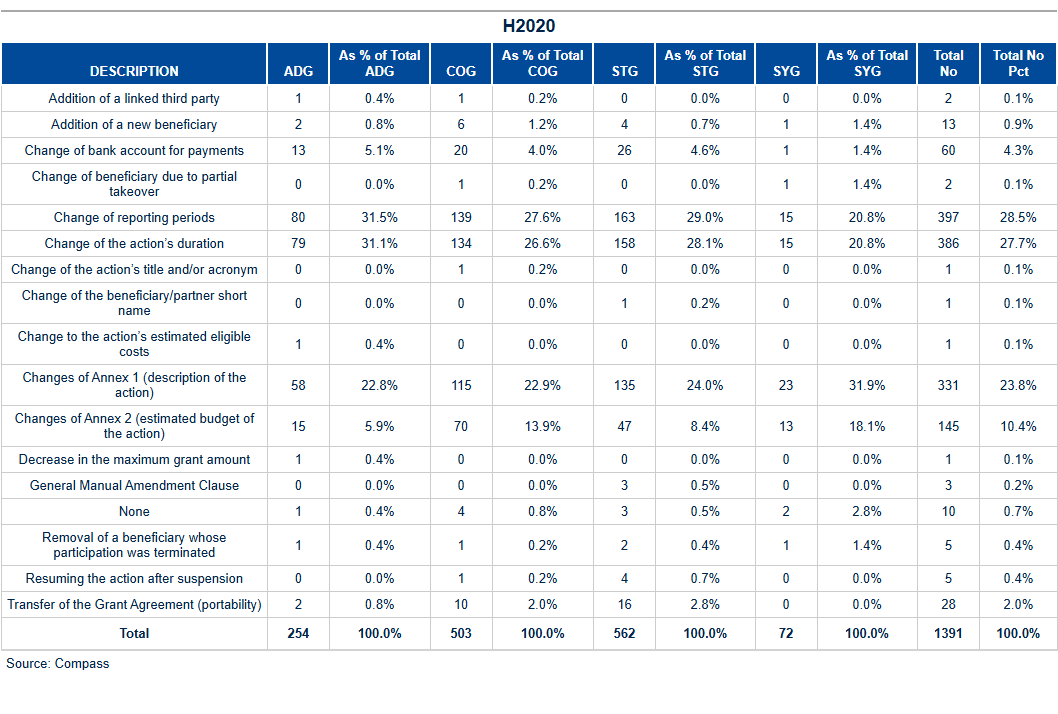 H2020
DESCRIPTION ADG As % of Total ADG COG As % of Total COG STG As % of Total STG SYG As % of Total SYG Total No Total No Pct
Addition of a linked third party 1 0.4% 1 0.2% 0 0.0% 0 0.0% 2 0.1%
Addition of a new beneficiary 2 0.8% 6 1.2% 4 0.7% 1 1.4% 13 0.9%
Change of bank account for payments 13 5.1% 20 4.0% 26 4.6% 1 1.4% 60 4.3%
Change of beneficiary due to partial takeover 0 0.0% 1 0.2% 0 0.0% 1 1.4% 2 0.1%
Change of reporting periods 80 31.5% 139 27.6% 163 29.0% 15 20.8% 397 28.5%
Change of the action’s duration 79 31.1% 134 26.6% 158 28.1% 15 20.8% 386 27.7%
Change of the action’s title and/or acronym 0 0.0% 1 0.2% 0 0.0% 0 0.0% 1 0.1%
Change of the beneficiary/partner short name 0 0.0% 0 0.0% 1 0.2% 0 0.0% 1 0.1%
Change to the action’s estimated eligible costs 1 0.4% 0 0.0% 0 0.0% 0 0.0% 1 0.1%
Changes of Annex 1 (description of the action) 58 22.8% 115 22.9% 135 24.0% 23 31.9% 331 23.8%
Changes of Annex 2 (estimated budget of the action) 15 5.9% 70 13.9% 47 8.4% 13 18.1% 145 10.4%
Decrease in the maximum grant amount 1 0.4% 0 0.0% 0 0.0% 0 0.0% 1 0.1%
General Manual Amendment Clause 0 0.0% 0 0.0% 3 0.5% 0 0.0% 3 0.2%
None 1 0.4% 4 0.8% 3 0.5% 2 2.8% 10 0.7%
Removal of a beneficiary whose participation was terminated 1 0.4% 1 0.2% 2 0.4% 1 1.4% 5 0.4%
Resuming the action after suspension 0 0.0% 1 0.2% 4 0.7% 0 0.0% 5 0.4%
Transfer of the Grant Agreement (portability) 2 0.8% 10 2.0% 16 2.8% 0 0.0% 28 2.0%
Total 254 100.0% 503 100.0% 562 100.0% 72 100.0% 1391 100.0%
Source: Compass